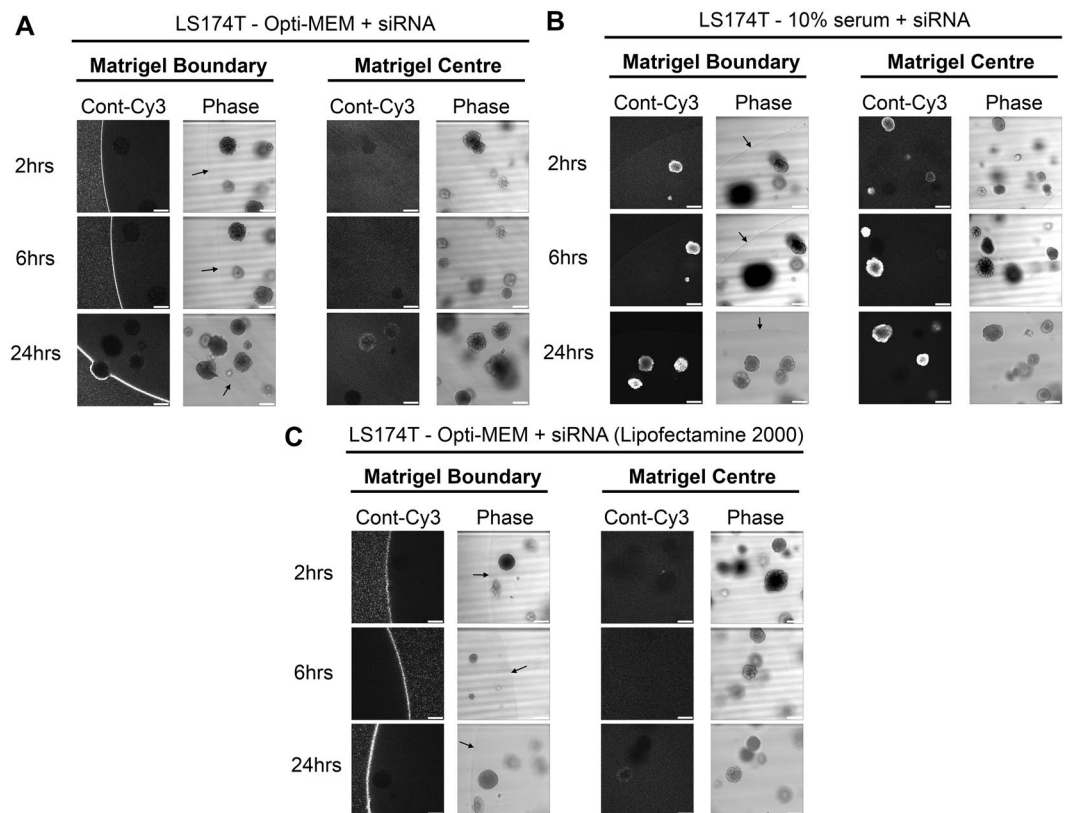 A
LS174T - Opti-MEM + siRNA
Matrigel Boundary Matrigel Centre
Cont-Cy3 Phase Cont-Cy3 Phase
2hrs
6hrs
24hrs
B
LS174T - 10% serum + siRNA
Matrigel Boundary Matrigel Centre
Cont-Cy3 Phase Cont-Cy3 Phase
2hrs
6hrs
24hrs
C
LS174T - Opti-MEM + siRNA (Lipofectamine 2000)
Matrigel Boundary Matrigel Centre
Cont-Cy3 Phase Cont-Cy3 Phase
2hrs
6hrs
24hrs